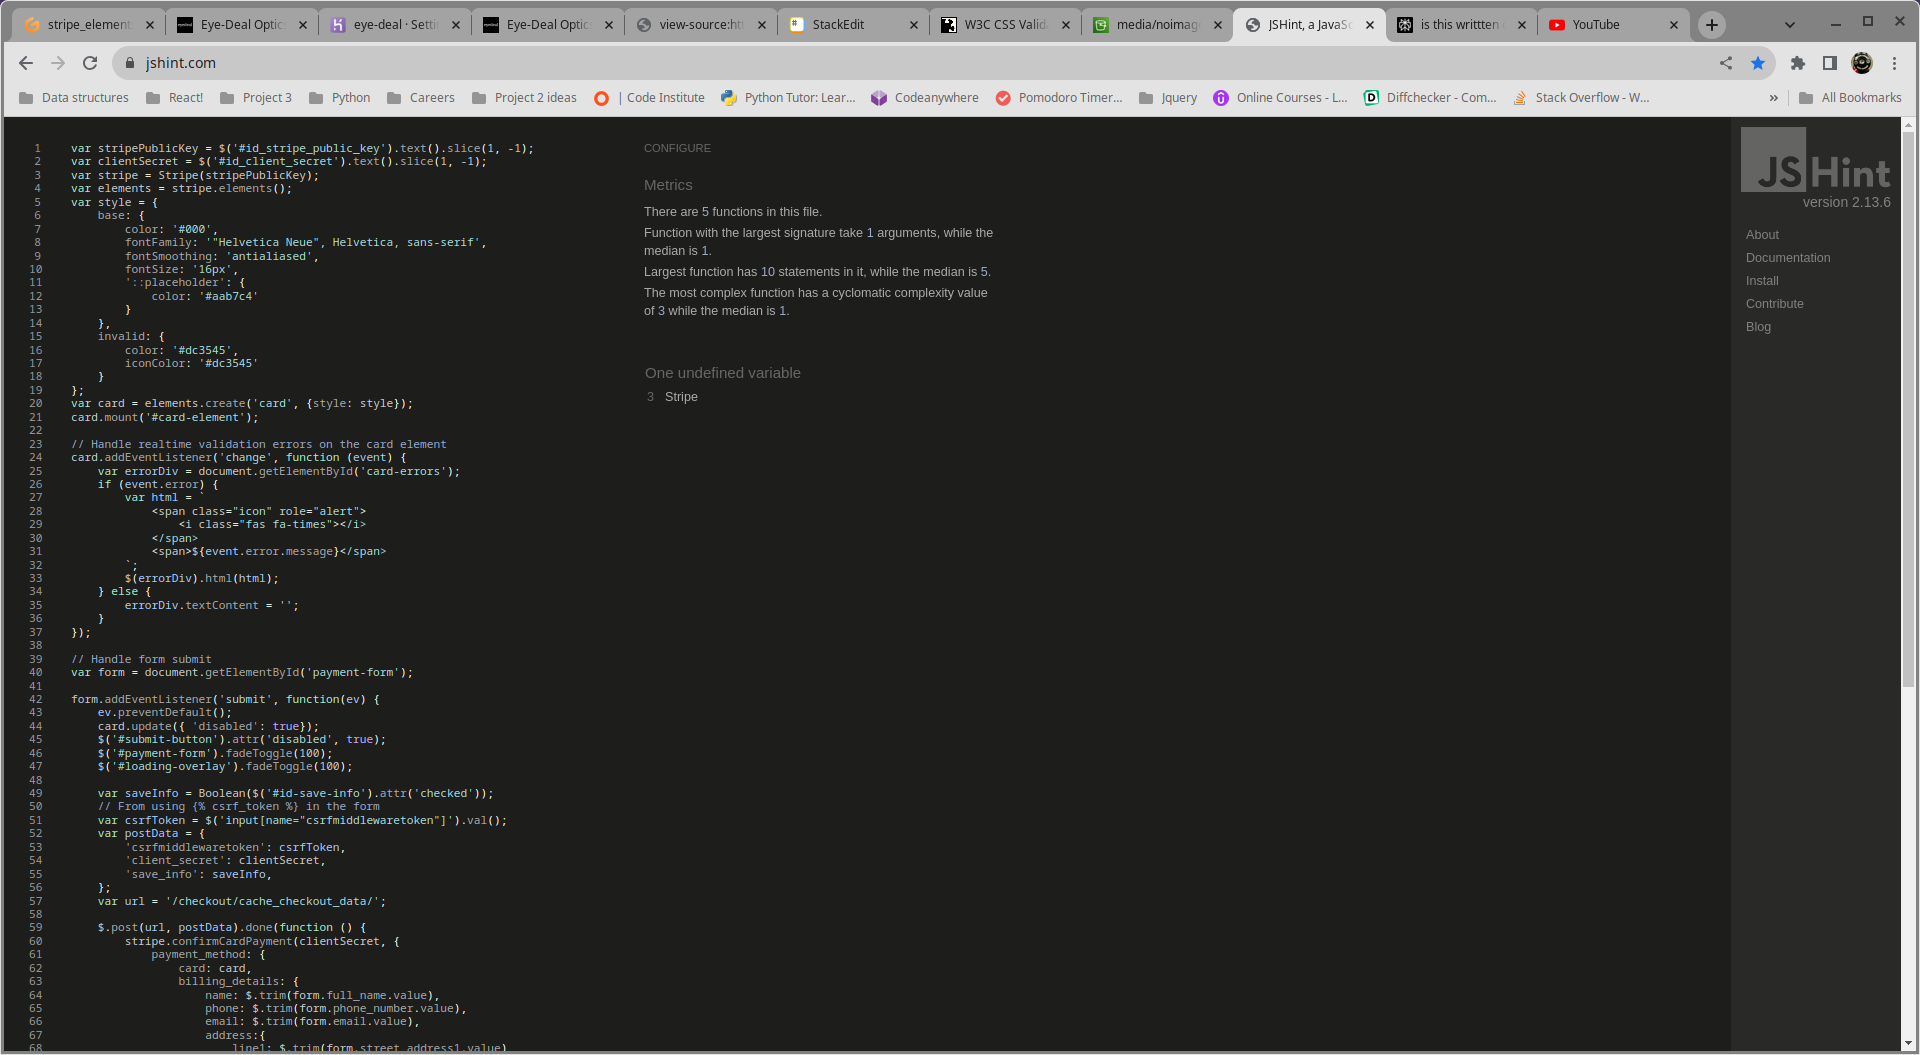 stripe_element
Eye-Deal Optic
eye-deal · Setti
Eye-Deal Optic
view-source:ht
StackEdit
W3C CSS Valid
media/noimag
JSHint, a JavaSc
is this writtten
YouTube
jshint.com
Data structures
React!
Project 3
Python
Careers
Project 2 ideas
| Code Institute
Python Tutor: Lear...
Codeanywhere
Pomodoro Timer...
Jquery
Online Courses - L...
Diffchecker - Com...
Stack Overflow - W...
»
All Bookmarks
1 var stripePublicKey = $('#id_stripe_public_key').text().slice(1, -1);
2 var clientSecret = $('#id_client_secret').text().slice(1, -1);
3 var stripe = Stripe(stripePublicKey);
4 var elements = stripe.elements();
5 var style = {
6 base: {
7 color: '#000',
8 fontFamily: '"Helvetica Neue", Helvetica, sans-serif',
9 fontSmoothing: 'antialiased',
10 fontSize: '16px',
11 '::placeholder': {
12 color: '#aab7c4'
13 }
14 },
15 invalid: {
16 color: '#dc3545',
17 iconColor: '#dc3545'
18 }
19 };
20 var card = elements.create('card', {style: style});
21 card.mount('#card-element');
22
23 // Handle realtime validation errors on the card element
24 card.addEventListener('change', function (event) {
25 var errorDiv = document.getElementById('card-errors');
26 if (event.error) {
27 var html = `
28 <span class="icon" role="alert">
29 <i class="fas fa-times"></i>
30 </span>
31 <span>${event.error.message}</span>
32 `;
33 $(errorDiv).html(html);
34 } else {
35 errorDiv.textContent = '';
36 }
37 });
38
39 // Handle form submit
40 var form = document.getElementById('payment-form');
41
42 form.addEventListener('submit', function(ev) {
43 ev.preventDefault();
44 card.update({ 'disabled': true});
45 $('#submit-button').attr('disabled', true);
46 $('#payment-form').fadeToggle(100);
47 $('#loading-overlay').fadeToggle(100);
48
49 var saveInfo = Boolean($('#id-save-info').attr('checked'));
50 // From using {% csrf_token %} in the form
51 var csrfToken = $('input[name="csrfmiddlewaretoken"]').val();
52 var postData = {
53 'csrfmiddlewaretoken': csrfToken,
54 'client_secret': clientSecret,
55 'save_info': saveInfo,
56 };
57 var url = '/checkout/cache_checkout_data/';
58
59 $.post(url, postData).done(function () {
60 stripe.confirmCardPayment(clientSecret, {
61 payment_method: {
62 card: card,
63 billing_details: {
64 name: $.trim(form.full_name.value),
65 phone: $.trim(form.phone_number.value),
66 email: $.trim(form.email.value),
67 address:{
68 line1: $.trim(form.street_address1.value)
CONFIGURE
Metrics
There are 5 functions in this file.
Function with the largest signature take 1 arguments, while the
median is 1.
Largest function has 10 statements in it, while the median is 5.
The most complex function has a cyclomatic complexity value
of 3 while the median is 1.
One undefined variable
3 Stripe
JSHint
version 2.13.6
About
Documentation
Install
Contribute
Blog